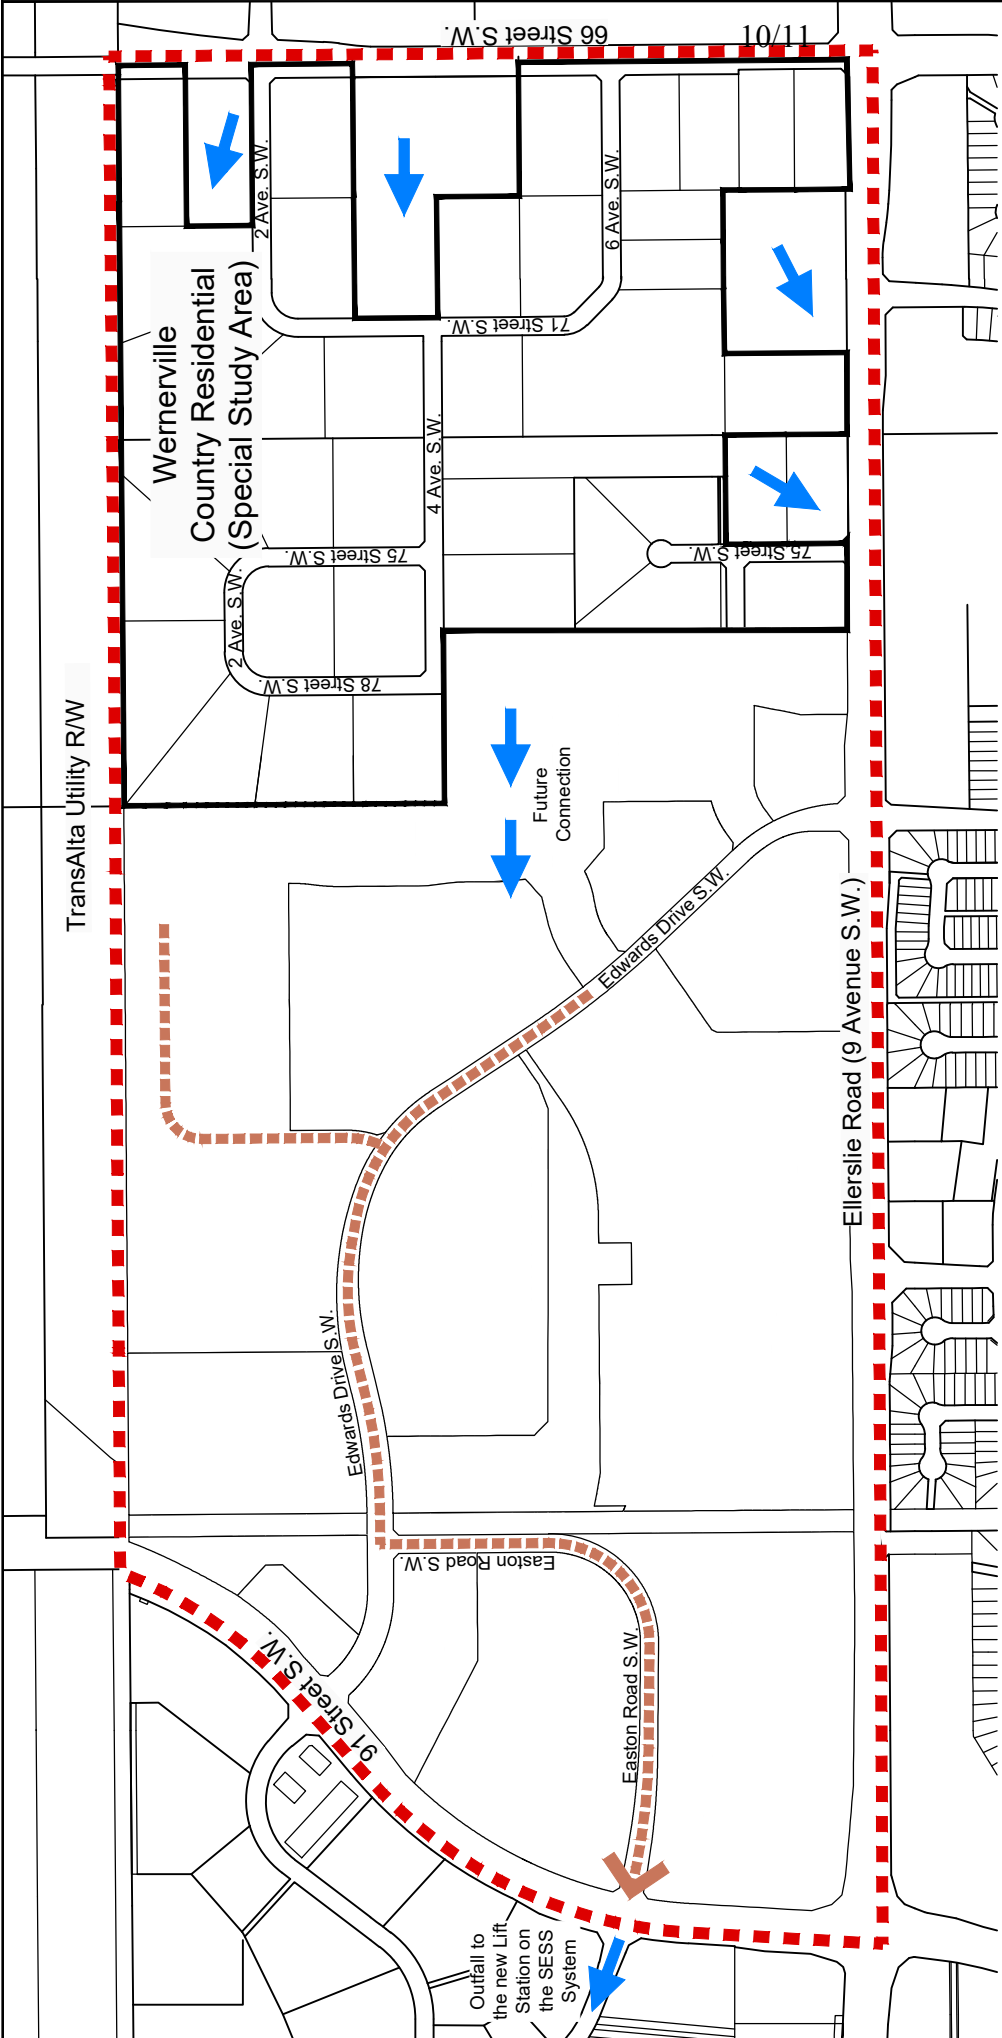 66 Street S.W.
10/11
2 Ave. S.W.
6 Ave. S.W.
Wernerville
Country Residential
(Special Study Area)
71 Street S.W.
4 Ave. S.W.
75 Street S.W.
75 Street S.W.
2 Ave. S.W.
78 Street S.W.
TransAlta Utility R/W
Future
Connection
Edwards Drive S.W.
Ellerslie Road (9 Avenue S.W.)
Edwards Drive S.W.
Easton Road S.W.
Easton Road S.W.
91 Street S.W.
Outfall to
the new Lift
Station on
the SESS
System